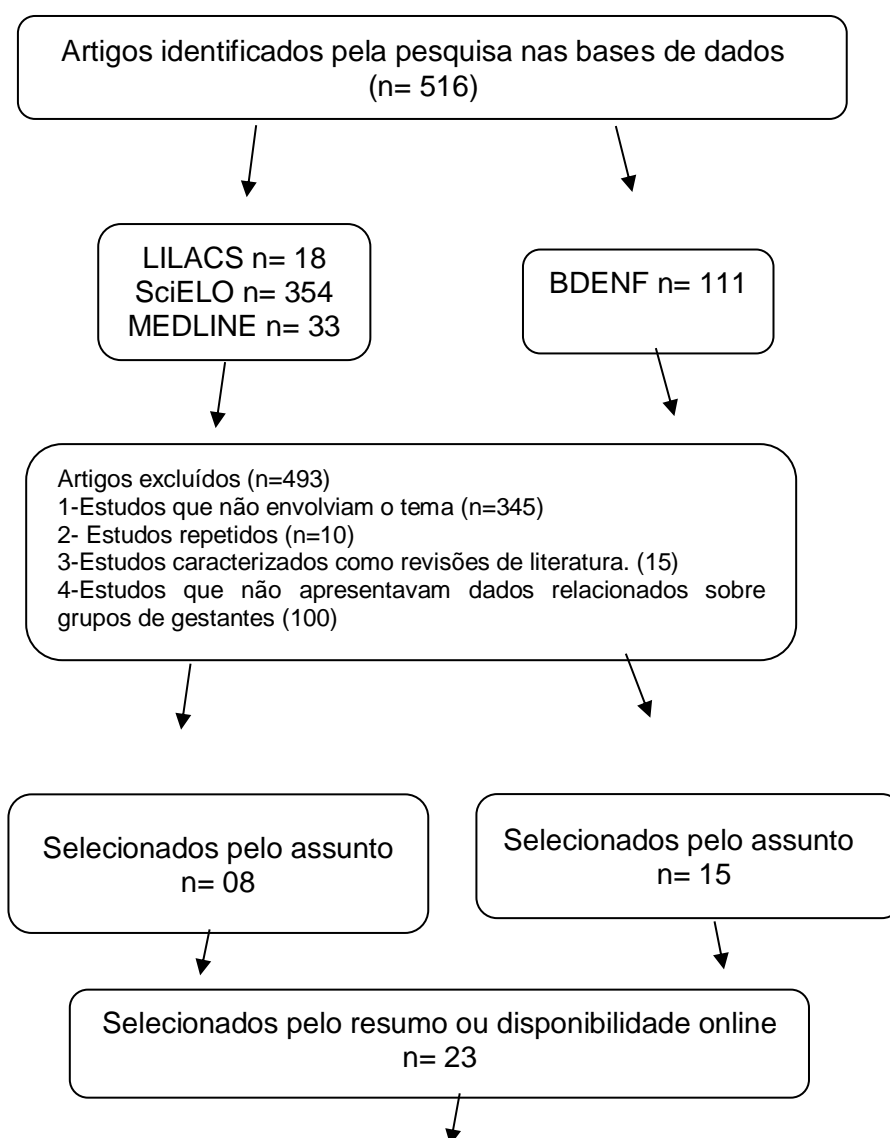 Artigos identificados pela pesquisa nas bases de dados
(n= 516)
LILACS n= 18
SciELO n= 354
MEDLINE n= 33
BDENF n= 111
Artigos excluídos (n=493)
1-Estudos que não envolviam o tema (n=345)
2- Estudos repetidos (n=10)
3-Estudos caracterizados como revisões de literatura. (15)
4-Estudos que não apresentavam dados relacionados sobre
grupos de gestantes (100)
Selecionados pelo assunto
n= 08
Selecionados pelo assunto
n= 15
Selecionados pelo resumo ou disponibilidade online
n= 23